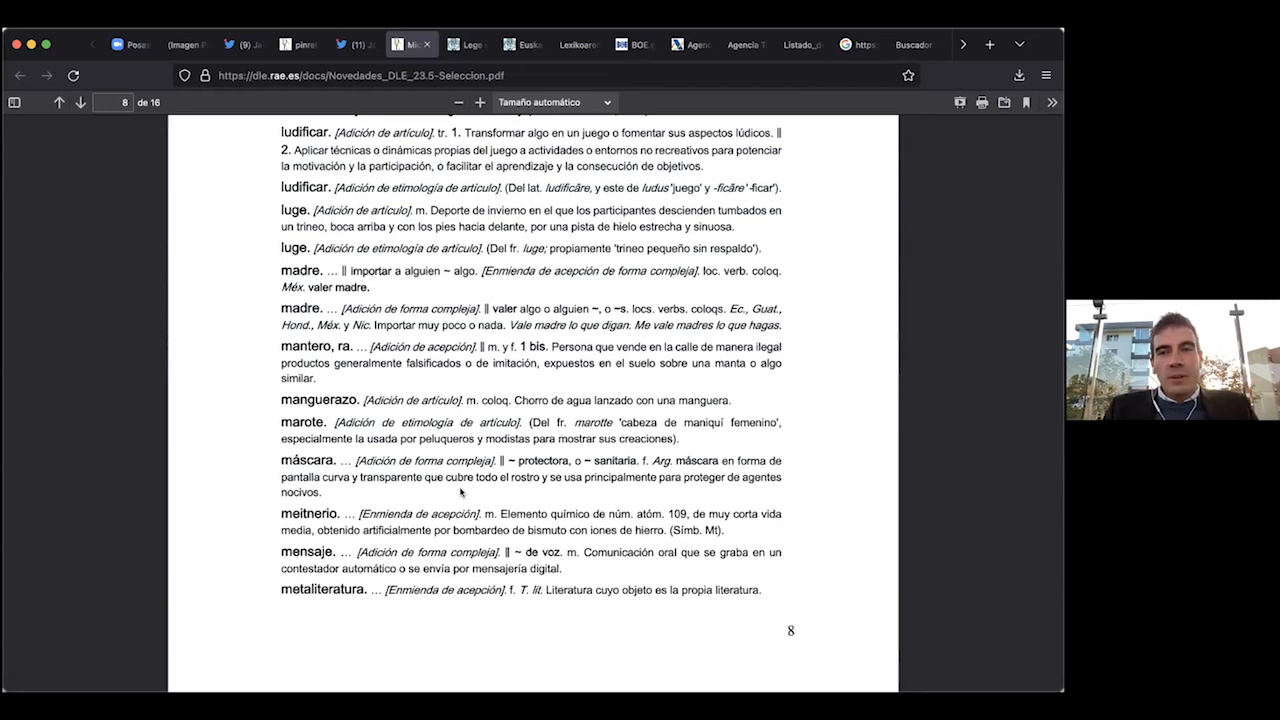 Posa
(Imagen P
(9) J
pinre
(11) J
Mi
Lege
Euska
Lexikoar
BOE.
Agen
Agencia T
Listado_d
https
Buscador
https://dle.rae.es/docs/Novedades_DLE_23.5-Seleccion.pdf
8 de 16
Tamaño automático
ludificar. [Adición de artículo]. tr. 1. Transformar algo en un juego o fomentar sus aspectos lúdicos. ‖
2. Aplicar técnicas o dinámicas propias del juego a actividades o entornos no recreativos para potenciar
la motivación y la participación, o facilitar el aprendizaje y la consecución de objetivos.
ludificar. [Adición de etimología de artículo]. (Del lat. ludificāre, y este de ludus 'juego' y -ficāre '-ficar').
luge. [Adición de artículo]. m. Deporte de invierno en el que los participantes descienden tumbados en
un trineo, boca arriba y con los pies hacia delante, por una pista de hielo estrecha y sinuosa.
luge. [Adición de etimología de artículo]. (Del fr. luge; propiamente 'trineo pequeño sin respaldo').
madre. … ‖ importar a alguien ~ algo. [Enmienda de acepción de forma compleja]. loc. verb. coloq.
Méx. valer madre.
madre. … [Adición de forma compleja]. ‖ valer algo o alguien ~, o ~s. locs. verbs. coloqs. Ec., Guat.,
Hond., Méx. y Nic. Importar muy poco o nada. Vale madre lo que digan. Me vale madres lo que hagas.
mantero, ra. … [Adición de acepción]. ‖ m. y f. 1 bis. Persona que vende en la calle de manera ilegal
productos generalmente falsificados o de imitación, expuestos en el suelo sobre una manta o algo
similar.
manguerazo. [Adición de artículo]. m. coloq. Chorro de agua lanzado con una manguera.
marote. [Adición de etimología de artículo]. (Del fr. marotte 'cabeza de maniquí femenino',
especialmente la usada por peluqueros y modistas para mostrar sus creaciones).
máscara. … [Adición de forma compleja]. ‖ ~ protectora, o ~ sanitaria. f. Arg. máscara en forma de
pantalla curva y transparente que cubre todo el rostro y se usa principalmente para proteger de agentes
nocivos.
meitnerio. … [Enmienda de acepción]. m. Elemento químico de núm. atóm. 109, de muy corta vida
media, obtenido artificialmente por bombardeo de bismuto con iones de hierro. (Símb. Mt).
mensaje. … [Adición de forma compleja]. ‖ ~ de voz. m. Comunicación oral que se graba en un
contestador automático o se envía por mensajería digital.
metaliteratura. … [Enmienda de acepción]. f. T. lit. Literatura cuyo objeto es la propia literatura.
8